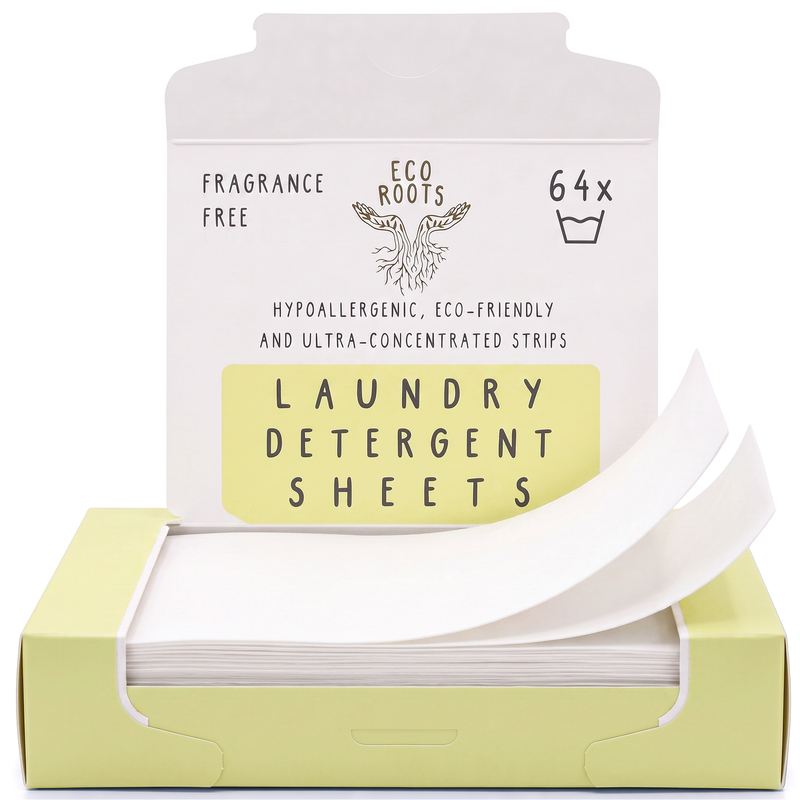 FRAGRANCE
FREE
ECO
ROOTS
64x
HYPOALLERGENIC, ECO-FRIENDLY
AND ULTRA-CONCENTRATED STRIPS
LAUNDRY
DETERGENT
SHEETS